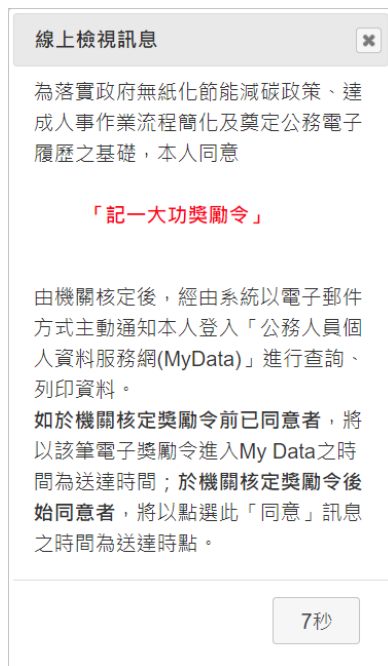 線上檢視訊息
為落實政府無紙化節能減碳政策、達
成人事作業流程簡化及奠定公務電子
履歷之基礎，本人同意
「記一大功獎勵令」
由機關核定後，經由系統以電子郵件
方式主動通知本人登入「公務人員個
人資料服務網(MyData)」進行查詢、
列印資料。
如於機關核定獎勵令前已同意者，將
以該筆電子獎勵令進入My Data之時
間為送達時間；於機關核定獎勵令後
始同意者，將以點選此「同意」訊息
之時間為送達時點。
7秒